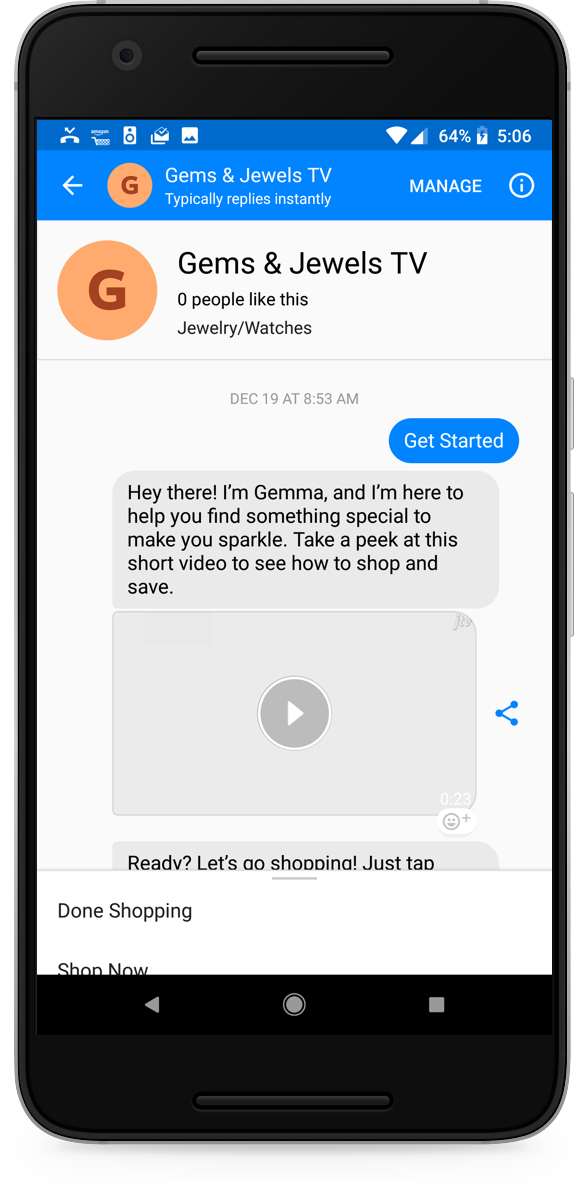 64% 5:06
G
Gems & Jewels TV
Typically replies instantly
MANAGE
G
Gems & Jewels TV
0 people like this
Jewelry/Watches
DEC 19 AT 8:53 AM
Get Started
Hey there! I’m Gemma, and I’m here to
help you find something special to
make you sparkle. Take a peek at this
short video to see how to shop and
save.
jtv
0:23
Ready? Let’s go shopping! Just tap
Done Shopping
Shop Now